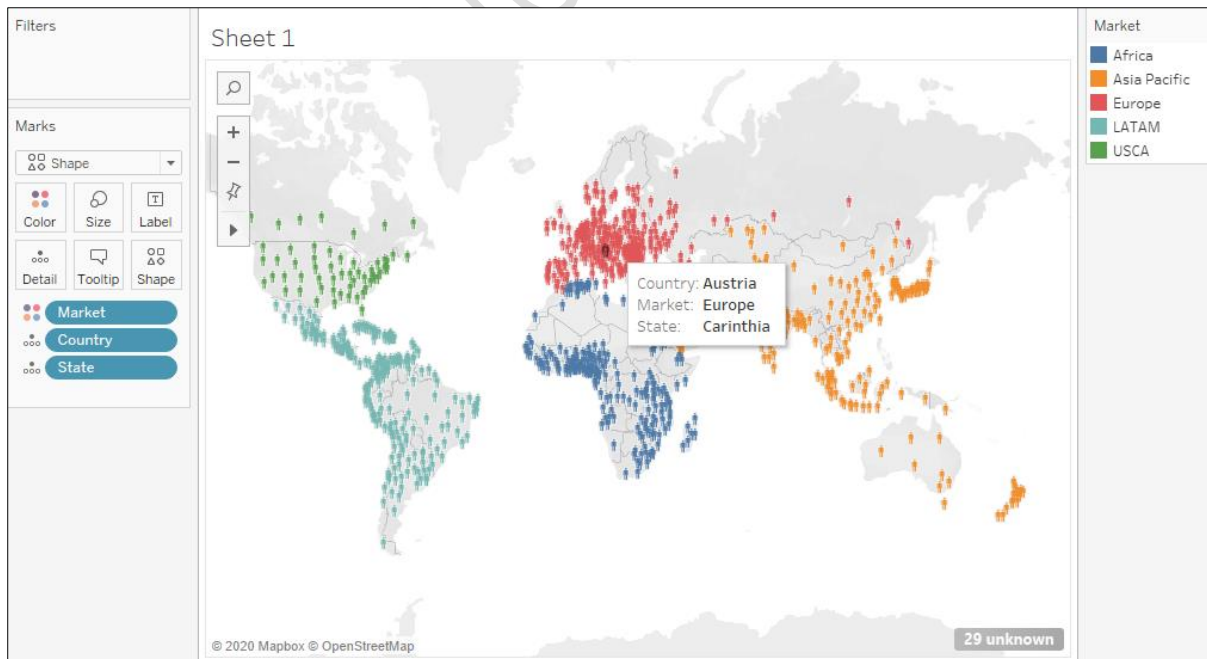 Filters
Sheet 1
Market
Africa
Asia Pacific
Europe
LATAM
USCA
Marks
Shape
Color
Size
T
Label
Detail
Tooltip
Shape
Market
Country
State
Country: Austria
Market: Europe
State: Carinthia
© 2020 Mapbox © OpenStreetMap
29 unknown